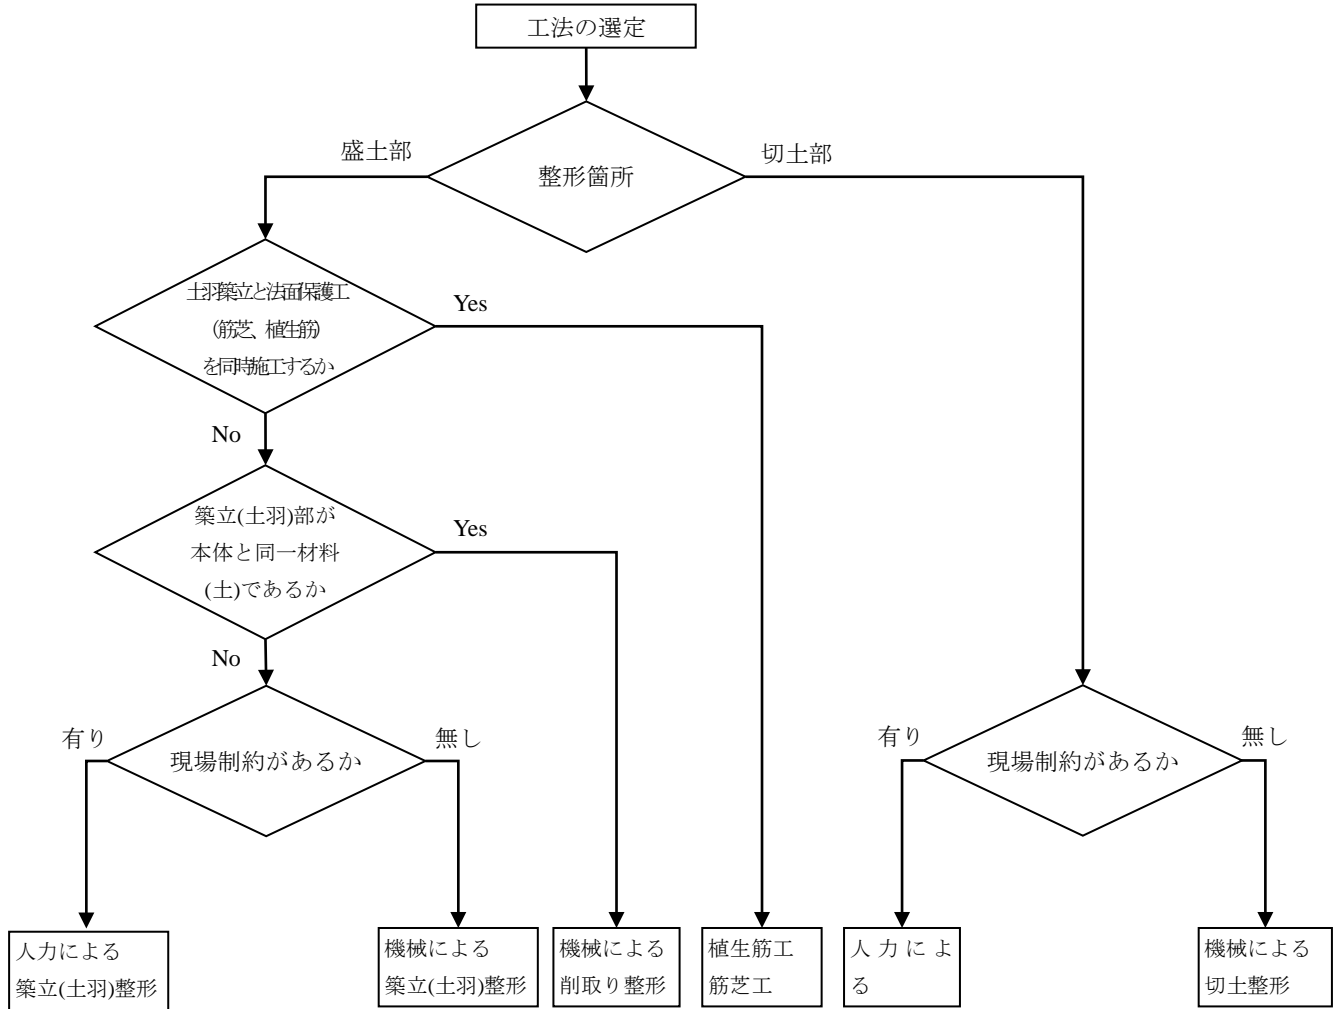 工法の選定
盛土部
整形箇所
切土部
土羽築立と法面保護工
(筋芝、植生筋)
を同時施工するか
Yes
No
築立(土羽)部が
本体と同一材料
(土)であるか
Yes
No
有り
現場制約があるか
無し
有り
現場制約があるか
無し
人力による
築立(土羽)整形
機械による
築立(土羽)整形
機械による
削取り整形
植生筋工
筋芝工
人力によ
る
機械による
切土整形